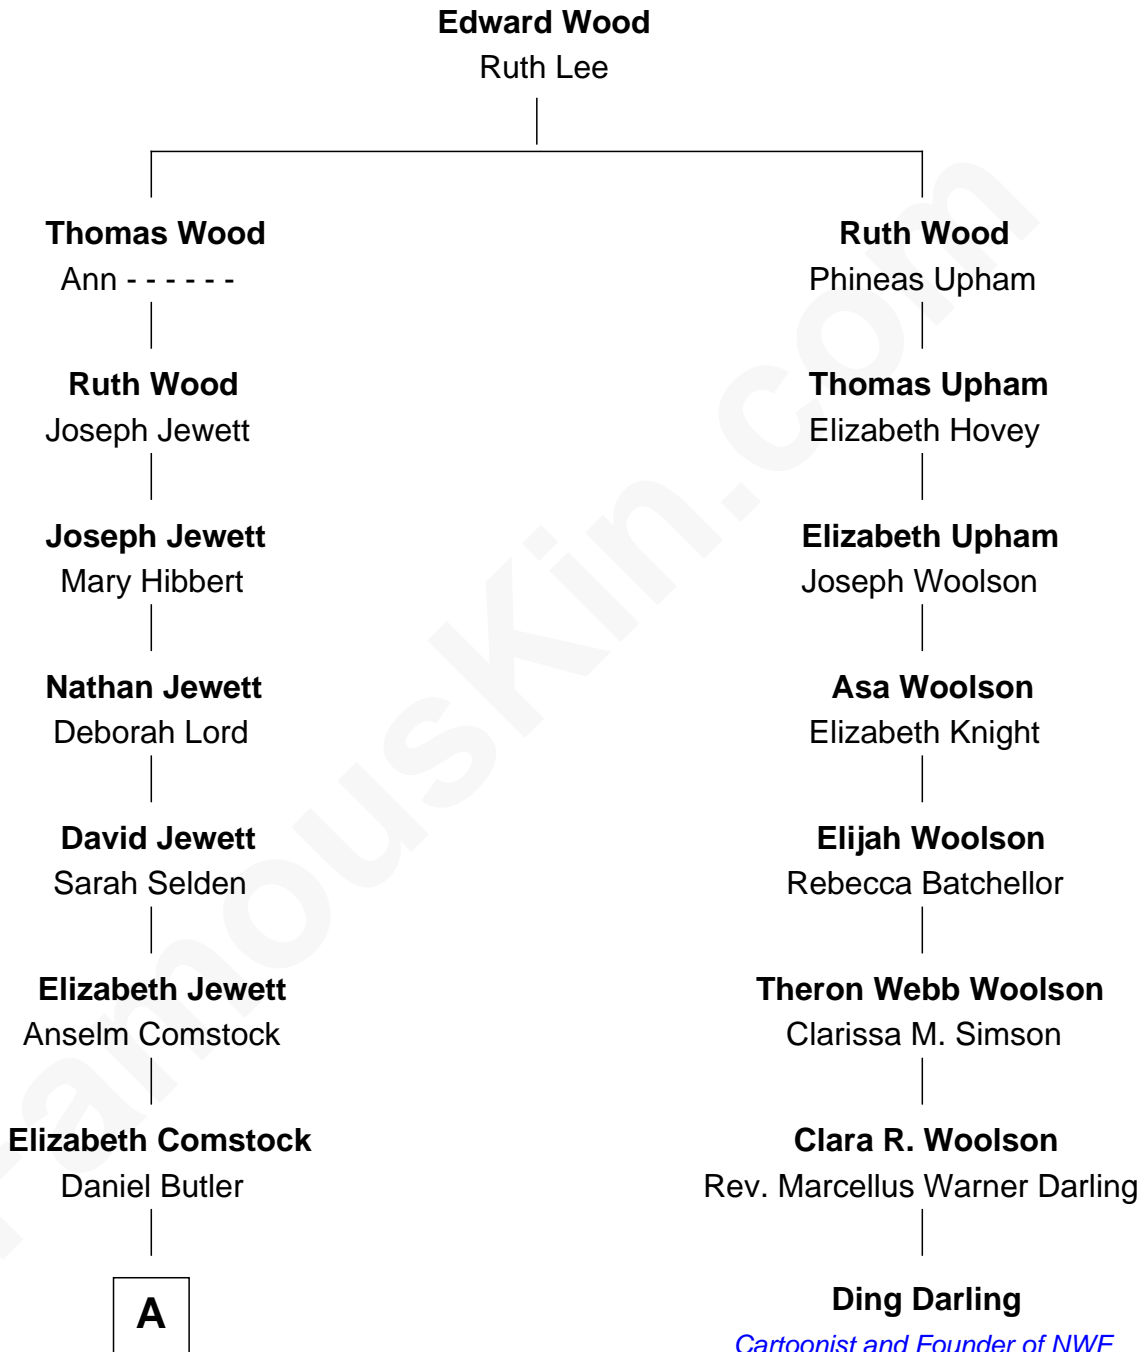 Edward Wood
Ruth Lee
Thomas Wood
Ann - - - - - -
Ruth Wood
Phineas Upham
Ruth Wood
Joseph Jewett
Thomas Upham
Elizabeth Hovey
Joseph Jewett
Mary Hibbert
Elizabeth Upham
Joseph Woolson
Nathan Jewett
Deborah Lord
Asa Woolson
Elizabeth Knight
David Jewett
Sarah Selden
Elijah Woolson
Rebecca Batchellor
Elizabeth Jewett
Anselm Comstock
Theron Webb Woolson
Clarissa M. Simson
Elizabeth Comstock
Daniel Butler
Clara R. Woolson
Rev. Marcellus Warner Darling
A
Ding Darling
Cartoonist and Founder of NWF
FamousKin.com